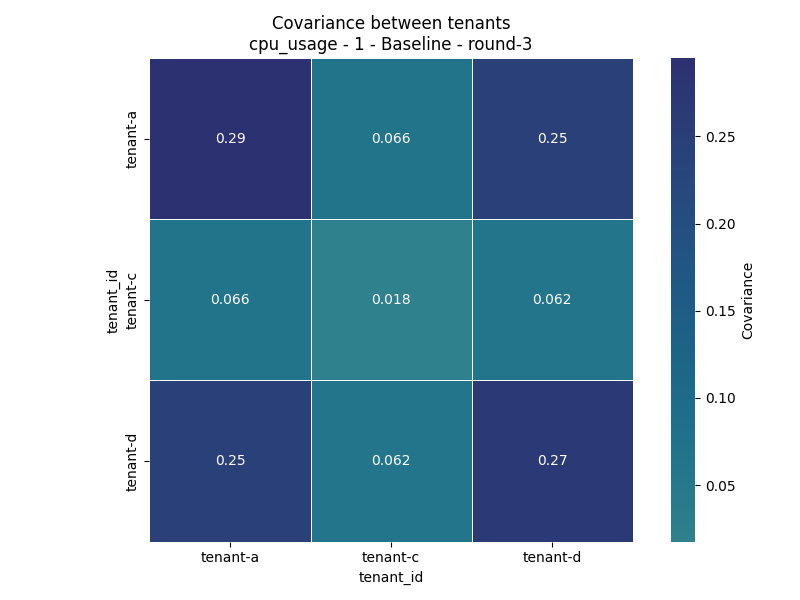 Covariance between tenants
cpu_usage - 1 - Baseline - round-3
tenant_id
tenant-a
0.29
0.066
0.25
tenant-c
0.066
0.018
0.062
tenant-d
0.25
0.062
0.27
tenant-a
tenant-c
tenant-d
tenant_id
0.25
0.20
0.15
0.10
0.05
Covariance